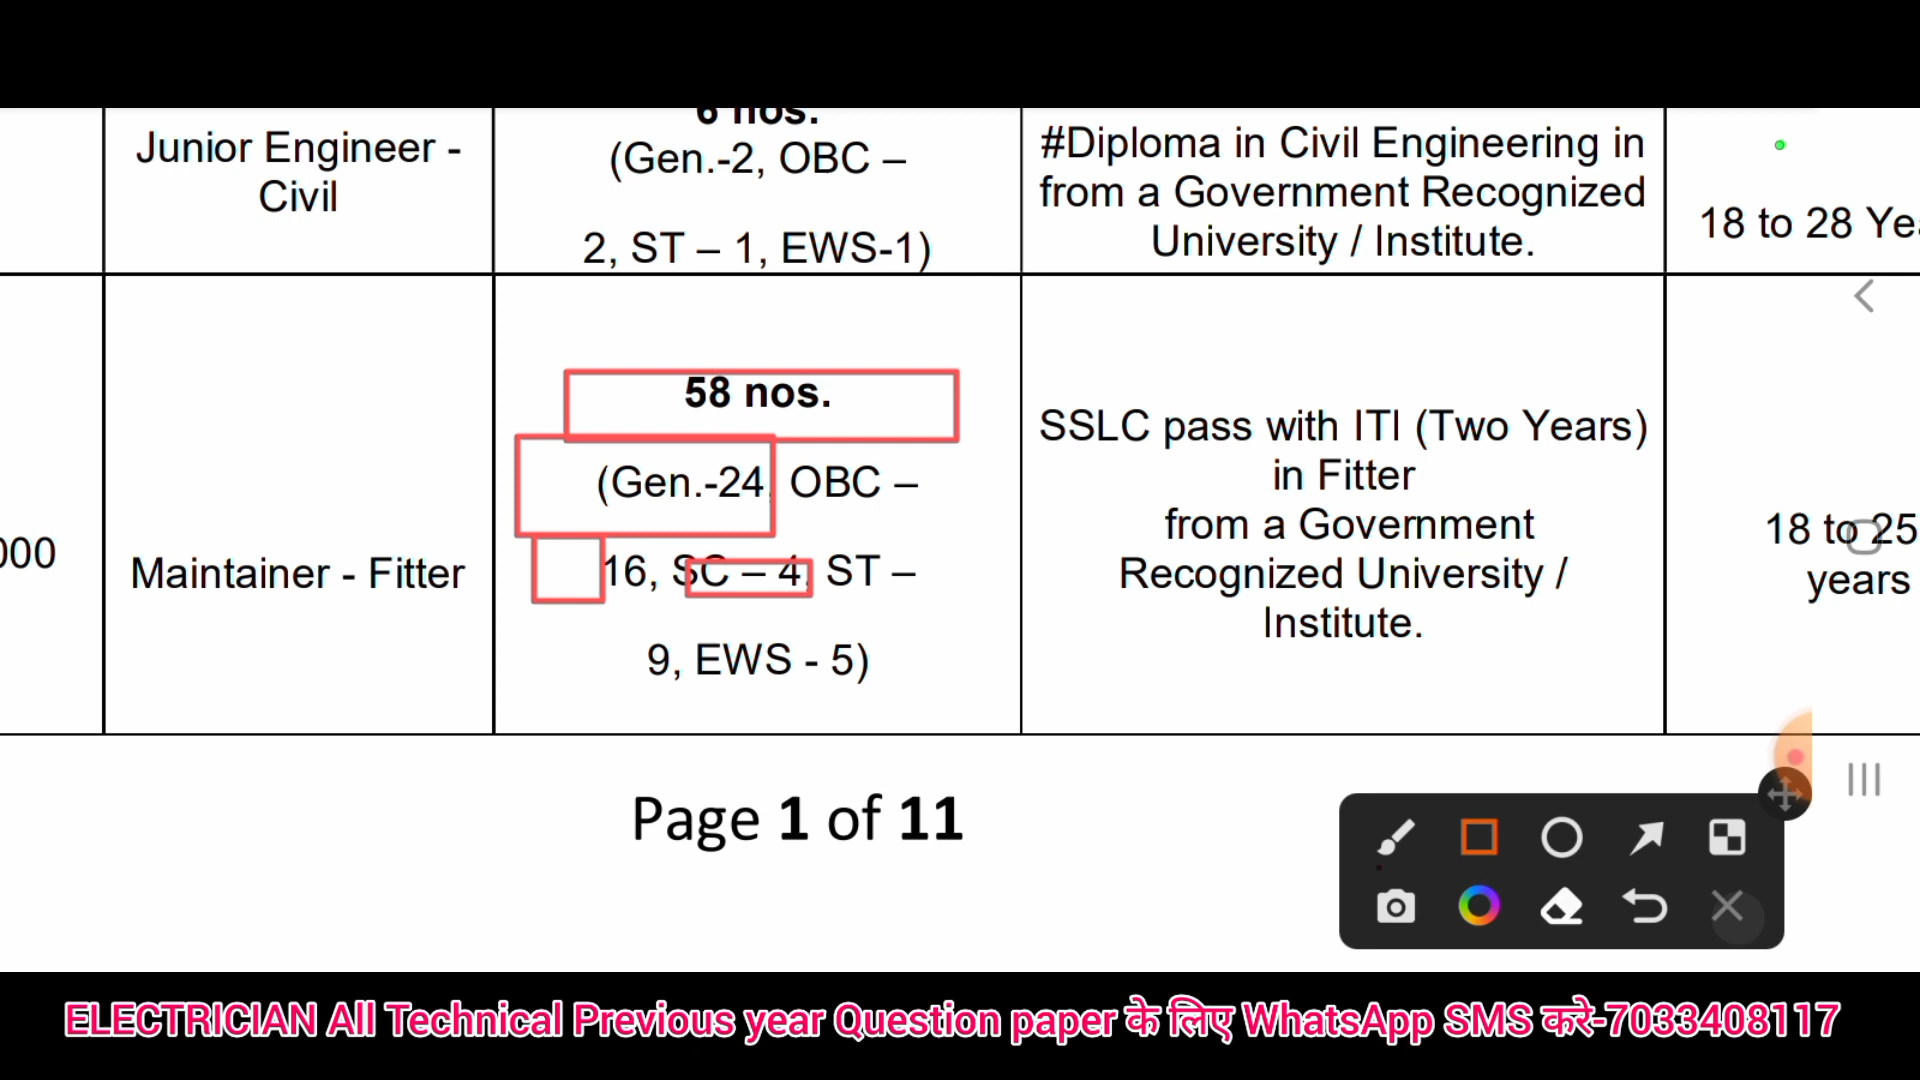 6 nos.
Junior Engineer -
Civil
(Gen.-2, OBC –
2, ST – 1, EWS-1)
#Diploma in Civil Engineering in
from a Government Recognized
University / Institute.
18 to 28 Ye
000
Maintainer - Fitter
58 nos.
(Gen.-24, OBC –
16, SC – 4, ST –
9, EWS - 5)
SSLC pass with ITI (Two Years)
in Fitter
from a Government
Recognized University /
Institute.
18 to 25
years
Page 1 of 11
ELECTRICIAN All Technical Previous year Question paper के लिए WhatsApp SMS करे-7033408117